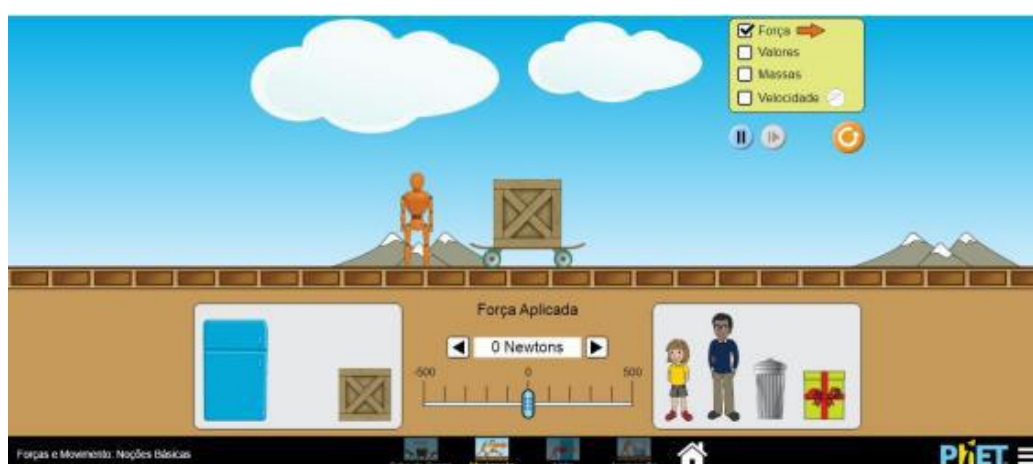 Força
Valores
Massas
Velocidade
Força Aplicada
0 Newtons
-500 0 500
Forças e Movimento: Noções Básicas
PhET